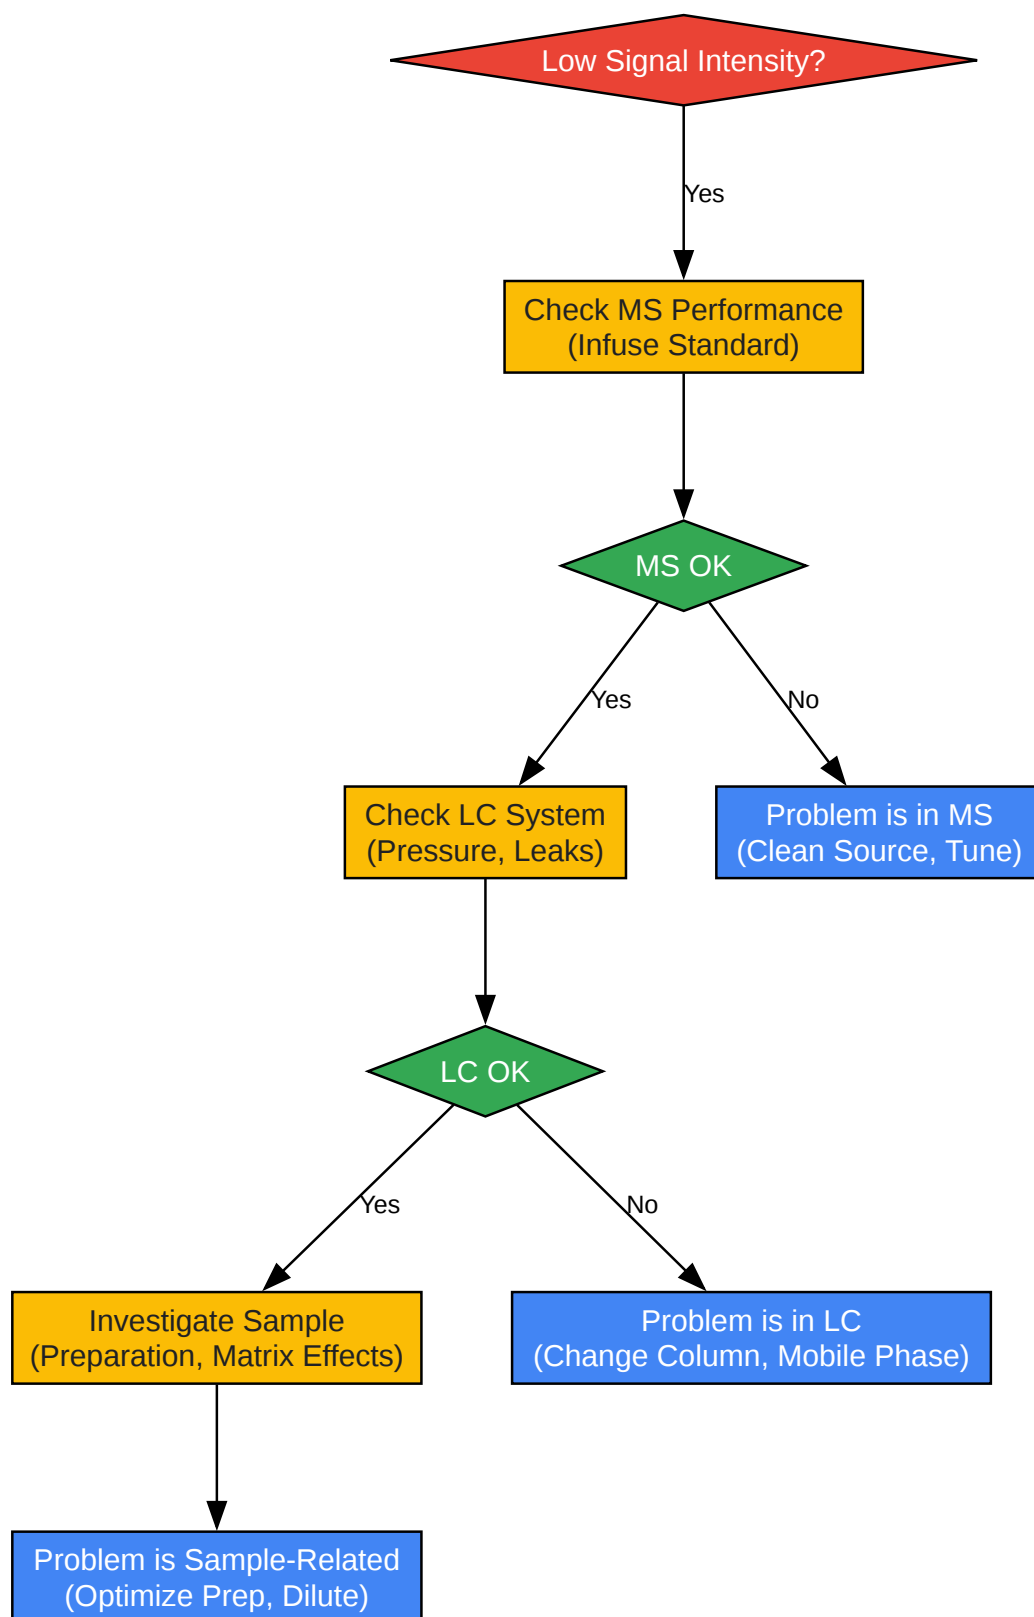 Low Signal Intensity?
Yes
Check MS Performance
(Infuse Standard)
MS OK
Yes
No
Check LC System
(Pressure, Leaks)
Problem is in MS
(Clean Source, Tune)
LC OK
Yes
No
Investigate Sample
(Preparation, Matrix Effects)
Problem is in LC
(Change Column, Mobile Phase)
Problem is Sample-Related
(Optimize Prep, Dilute)